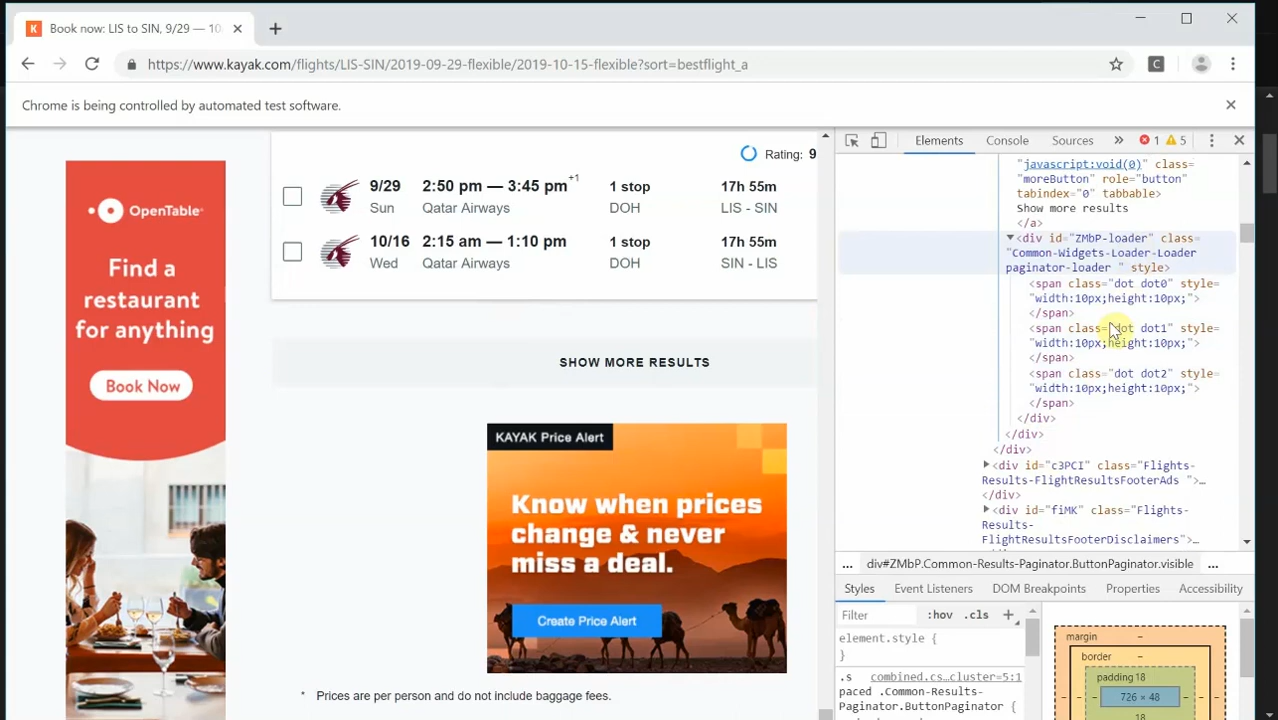 Book now: LIS to SIN, 9/29 — 10
https://www.kayak.com/flights/LIS-SIN/2019-09-29-flexible/2019-10-15-flexible?sort=bestflight_a
C
Chrome is being controlled by automated test software.
OpenTable
Find a
restaurant
for anything
Book Now
Rating: 9
9/29 2:50 pm — 3:45 pm +1 1 stop 17h 55m
Sun Qatar Airways DOH LIS - SIN
10/16 2:15 am — 1:10 pm 1 stop 17h 55m
Wed Qatar Airways DOH SIN - LIS
SHOW MORE RESULTS
KAYAK Price Alert
Know when prices
change & never
miss a deal.
Create Price Alert
* Prices are per person and do not include baggage fees.
Elements Console Sources » 1 5
"javascript:void(0)" class=
"moreButton" role="button"
tabindex="0" tabbable>
Show more results
</a>
<div id="ZMbP-loader" class=
"Common-Widgets-Loader-Loader
paginator-loader " style>
<span class="dot dot0" style=
"width:10px;height:10px;">
</span>
<span class="dot dot1" style=
"width:10px;height:10px;">
</span>
<span class="dot dot2" style=
"width:10px;height:10px;">
</span>
</div>
</div>
</div>
<div id="c3PCI" class="Flights-
Results-FlightResultsFooterAds ">…
</div>
<div id="fiMK" class="Flights-
Results-
FlightResultsFooterDisclaimers">…
... div#ZMbP.Common-Results-Paginator.ButtonPaginator.visible ...
Styles Event Listeners DOM Breakpoints Properties Accessibility
Filter :hov .cls +
element.style {
}
.s combined.cs…cluster=5:1
paced .Common-Results-
Paginator.ButtonPaginator {
margin –
border –
padding 18
– – 726 × 48 – –
18